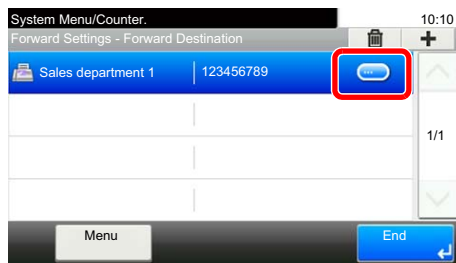 System Menu/Counter. 10:10
Forward Settings - Forward Destination
Sales department 1 123456789
1/1
Menu End